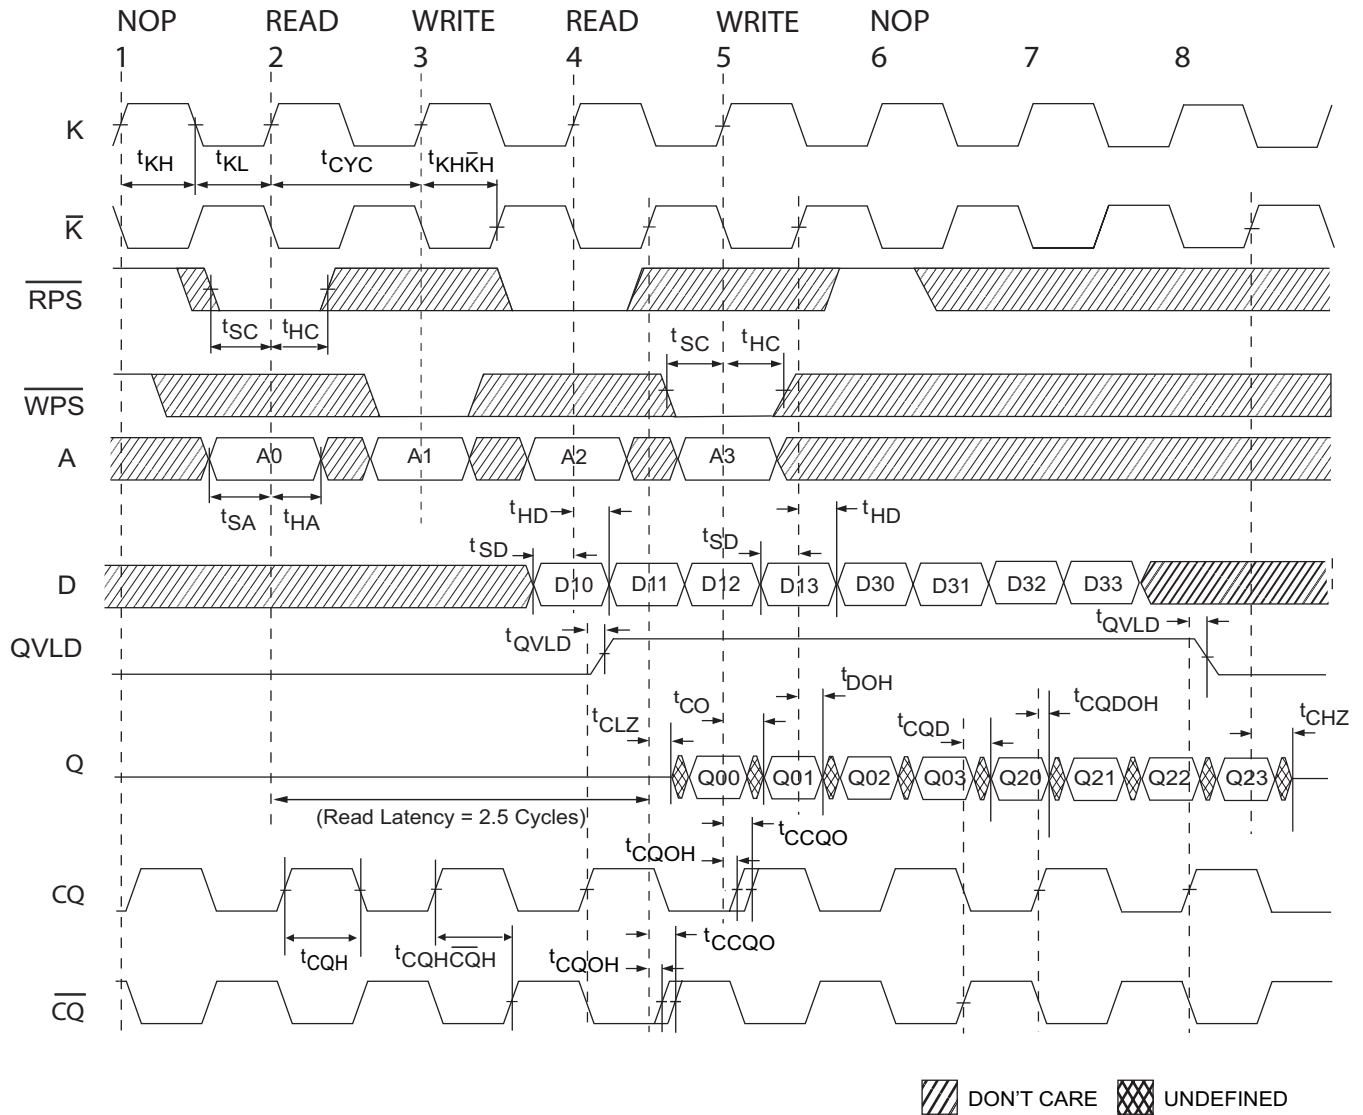 NOP READ WRITE READ WRITE NOP
1 2 3 4 5 6 7 8
K
tKH tKL tCYC tKHK̅H
K̅
R̅P̅S̅
tSC tHC
tSC tHC
W̅P̅S̅
A A0 A1 A2 A3
tSA tHA
tHD tHD
tSD tSD
D D10 D11 D12 D13 D30 D31 D32 D33
tQVLD tQVLD
QVLD
tDOH
tCO tCQDOH
tCLZ tCQD tCHZ
Q Q00 Q01 Q02 Q03 Q20 Q21 Q22 Q23
(Read Latency = 2.5 Cycles)
tCCQO
tCQOH
CQ
tCCQO
tCQH tCQHC̅Q̅H tCQOH
C̅Q̅
DON'T CARE UNDEFINED